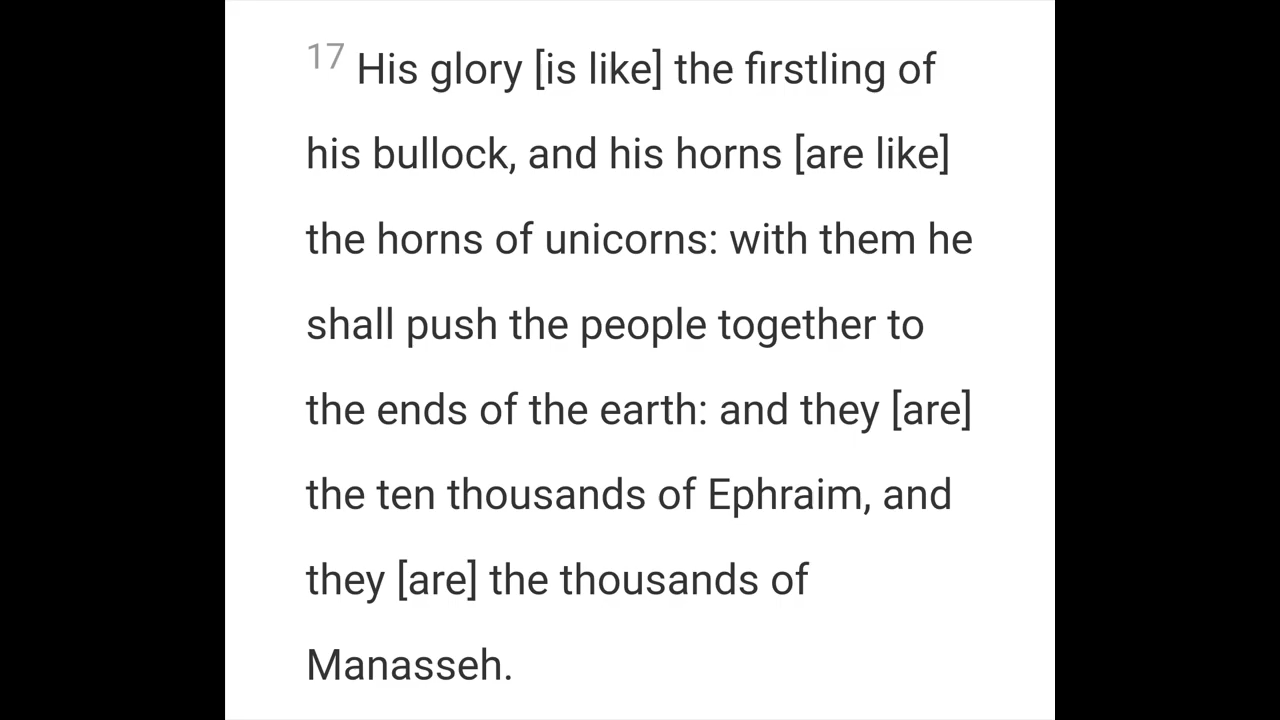 17 His glory [is like] the firstling of
his bullock, and his horns [are like]
the horns of unicorns: with them he
shall push the people together to
the ends of the earth: and they [are]
the ten thousands of Ephraim, and
they [are] the thousands of
Manasseh.